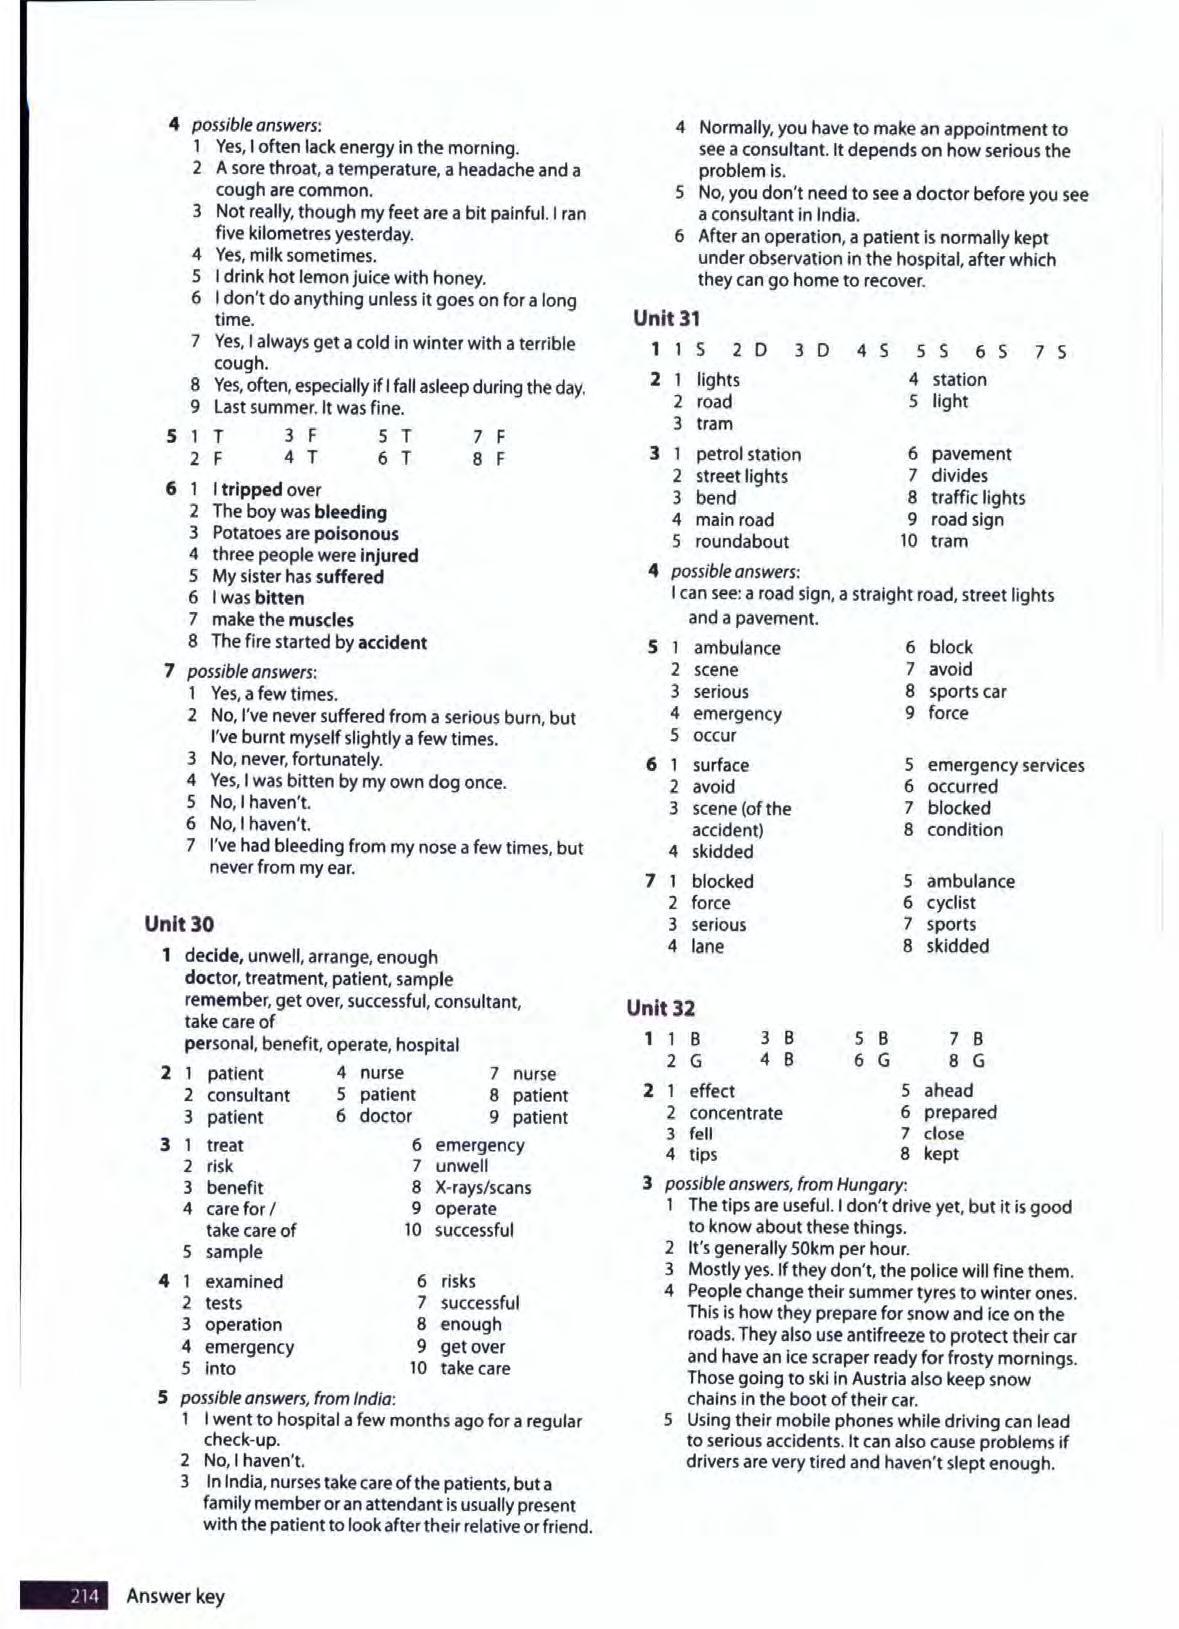 4 possible answers:
1 Yes, I often lack energy in the morning.
2 A sore throat, a temperature, a headache and a
cough are common.
3 Not really, though my feet are a bit painful. I ran
five kilometres yesterday.
4 Yes, milk sometimes.
5 I drink hot lemon juice with honey.
6 I don't do anything unless it goes on for a long
time.
7 Yes, I always get a cold in winter with a terrible
cough.
8 Yes, often, especially if I fall asleep during the day.
9 Last summer. It was fine.
5 1 T 3 F 5 T 7 F
2 F 4 T 6 T 8 F
6 1 I tripped over
2 The boy was bleeding
3 Potatoes are poisonous
4 three people were injured
5 My sister has suffered
6 I was bitten
7 make the muscles
8 The fire started by accident
7 possible answers:
1 Yes, a few times.
2 No, I've never suffered from a serious burn, but
I've burnt myself slightly a few times.
3 No, never, fortunately.
4 Yes, I was bitten by my own dog once.
5 No, I haven't.
6 No, I haven't.
7 I've had bleeding from my nose a few times, but
never from my ear.
Unit 30
1 decide, unwell, arrange, enough
doctor, treatment, patient, sample
remember, get over, successful, consultant,
take care of
personal, benefit, operate, hospital
2 1 patient 4 nurse 7 nurse
2 consultant 5 patient 8 patient
3 patient 6 doctor 9 patient
3 1 treat 6 emergency
2 risk 7 unwell
3 benefit 8 X-rays/scans
4 care for / 9 operate
take care of 10 successful
5 sample
4 1 examined 6 risks
2 tests 7 successful
3 operation 8 enough
4 emergency 9 get over
5 into 10 take care
5 possible answers, from India:
1 I went to hospital a few months ago for a regular
check-up.
2 No, I haven't.
3 In India, nurses take care of the patients, but a
family member or an attendant is usually present
with the patient to look after their relative or friend.
4 Normally, you have to make an appointment to
see a consultant. It depends on how serious the
problem is.
5 No, you don't need to see a doctor before you see
a consultant in India.
6 After an operation, a patient is normally kept
under observation in the hospital, after which
they can go home to recover.
Unit 31
1 1 S 2 D 3 D 4 S 5 S 6 S 7 S
2 1 lights 4 station
2 road 5 light
3 tram
3 1 petrol station 6 pavement
2 street lights 7 divides
3 bend 8 traffic lights
4 main road 9 road sign
5 roundabout 10 tram
4 possible answers:
I can see: a road sign, a straight road, street lights
and a pavement.
5 1 ambulance 6 block
2 scene 7 avoid
3 serious 8 sports car
4 emergency 9 force
5 occur
6 1 surface 5 emergency services
2 avoid 6 occurred
3 scene (of the 7 blocked
accident) 8 condition
4 skidded
7 1 blocked 5 ambulance
2 force 6 cyclist
3 serious 7 sports
4 lane 8 skidded
Unit 32
1 1 B 3 B 5 B 7 B
2 G 4 B 6 G 8 G
2 1 effect 5 ahead
2 concentrate 6 prepared
3 fell 7 close
4 tips 8 kept
3 possible answers, from Hungary:
1 The tips are useful. I don't drive yet, but it is good
to know about these things.
2 It's generally 50km per hour.
3 Mostly yes. If they don't, the police will fine them.
4 People change their summer tyres to winter ones.
This is how they prepare for snow and ice on the
roads. They also use antifreeze to protect their car
and have an ice scraper ready for frosty mornings.
Those going to ski in Austria also keep snow
chains in the boot of their car.
5 Using their mobile phones while driving can lead
to serious accidents. It can also cause problems if
drivers are very tired and haven't slept enough.
214 Answer key